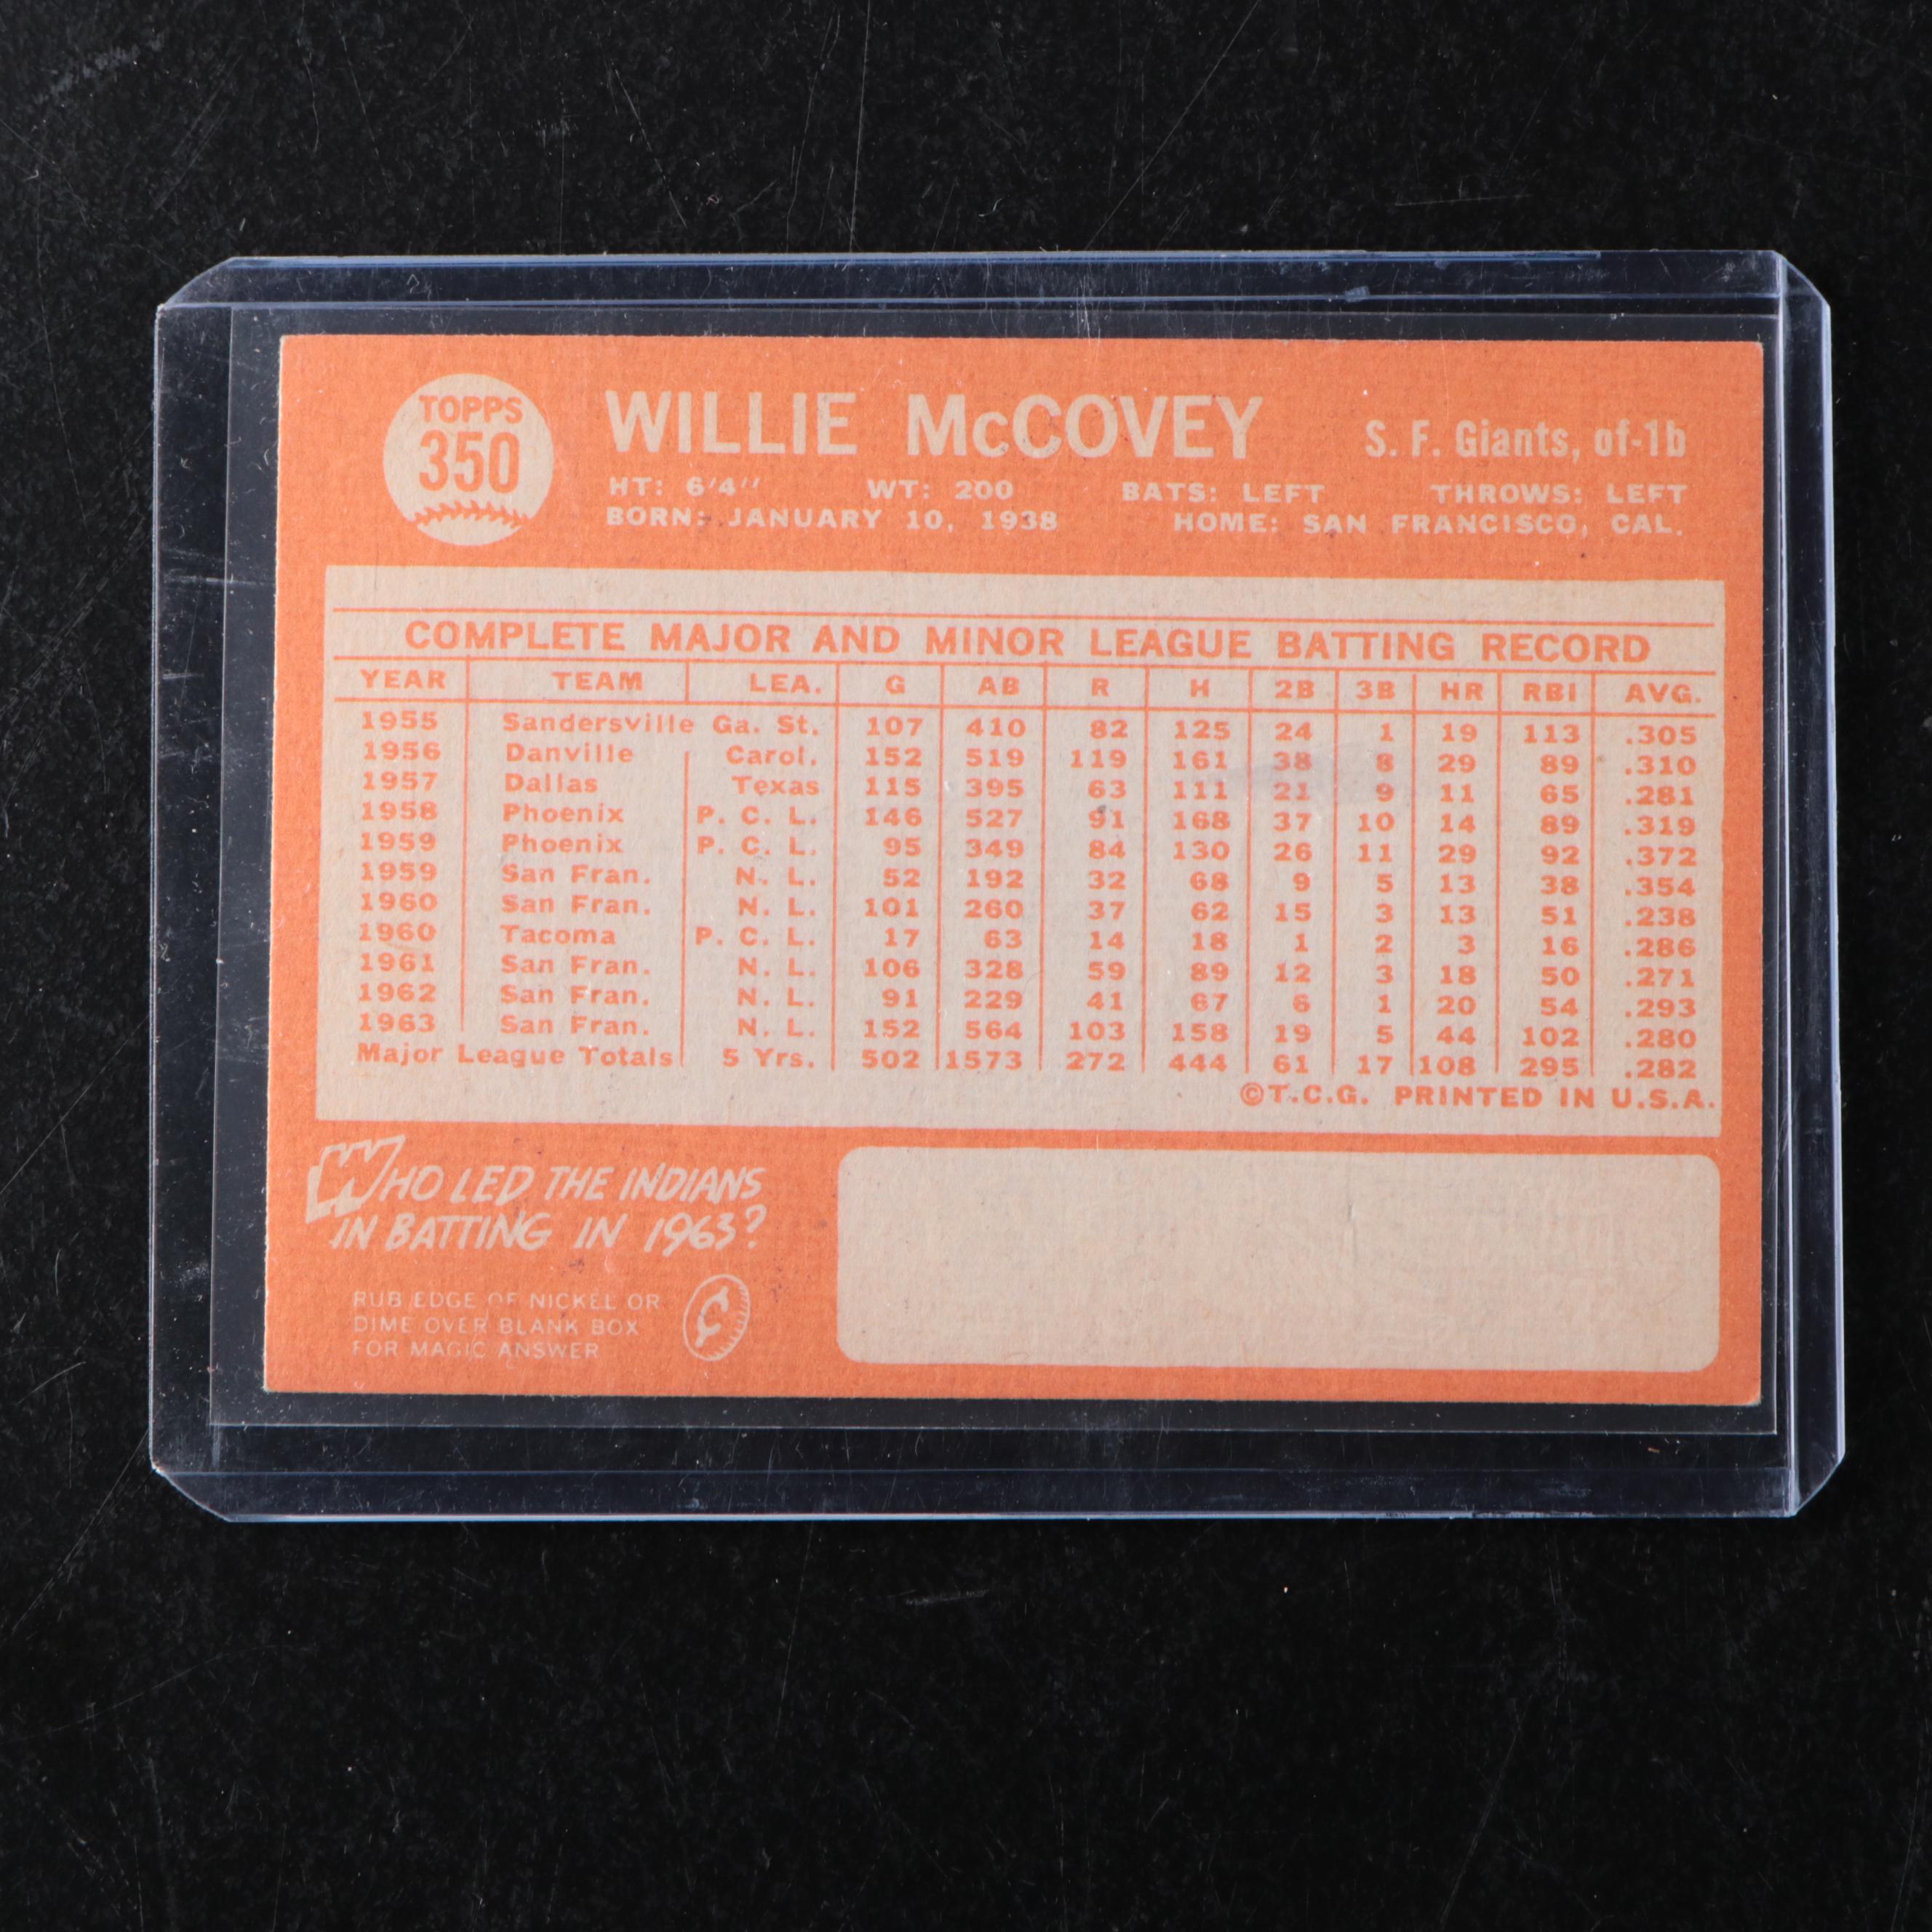 TOPPS
350
WILLIE McCOVEY S. F. Giants, of-1b
HT: 6'4'' WT: 200 BATS: LEFT THROWS: LEFT
BORN: JANUARY 10, 1938 HOME: SAN FRANCISCO, CAL.
COMPLETE MAJOR AND MINOR LEAGUE BATTING RECORD
YEAR TEAM LEA. G AB R H 2B 3B HR RBI AVG.
1955 Sandersville Ga. St. 107 410 82 125 24 1 19 113 .305
1956 Danville Carol. 152 519 119 161 38 8 29 89 .310
1957 Dallas Texas 115 395 63 111 21 9 11 65 .281
1958 Phoenix P. C. L. 146 527 91 168 37 10 14 89 .319
1959 Phoenix P. C. L. 95 349 84 130 26 11 29 92 .372
1959 San Fran. N. L. 52 192 32 68 9 5 13 38 .354
1960 San Fran. N. L. 101 260 37 62 15 3 13 51 .238
1960 Tacoma P. C. L. 17 63 14 18 1 2 3 16 .286
1961 San Fran. N. L. 106 328 59 89 12 3 18 50 .271
1962 San Fran. N. L. 91 229 41 67 6 1 20 54 .293
1963 San Fran. N. L. 152 564 103 158 19 5 44 102 .280
Major League Totals 5 Yrs. 502 1573 272 444 61 17 108 295 .282
©T.C.G. PRINTED IN U.S.A.
WHO LED THE INDIANS
IN BATTING IN 1963?
RUB EDGE OF NICKEL OR
DIME OVER BLANK BOX
FOR MAGIC ANSWER